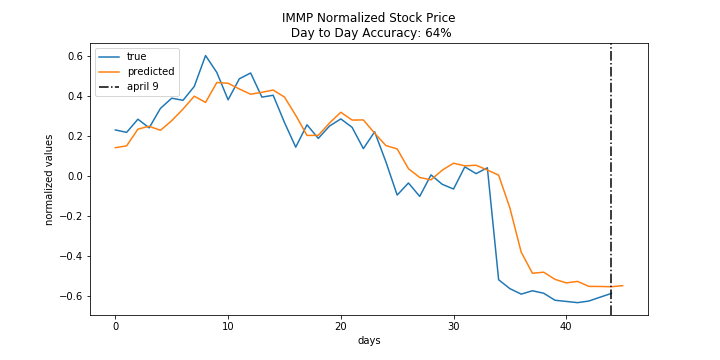 IMMP Normalized Stock Price
Day to Day Accuracy: 64%
true
predicted
april 9
normalized values
0.6
0.4
0.2
0.0
−0.2
−0.4
−0.6
0
10
20
30
40
days